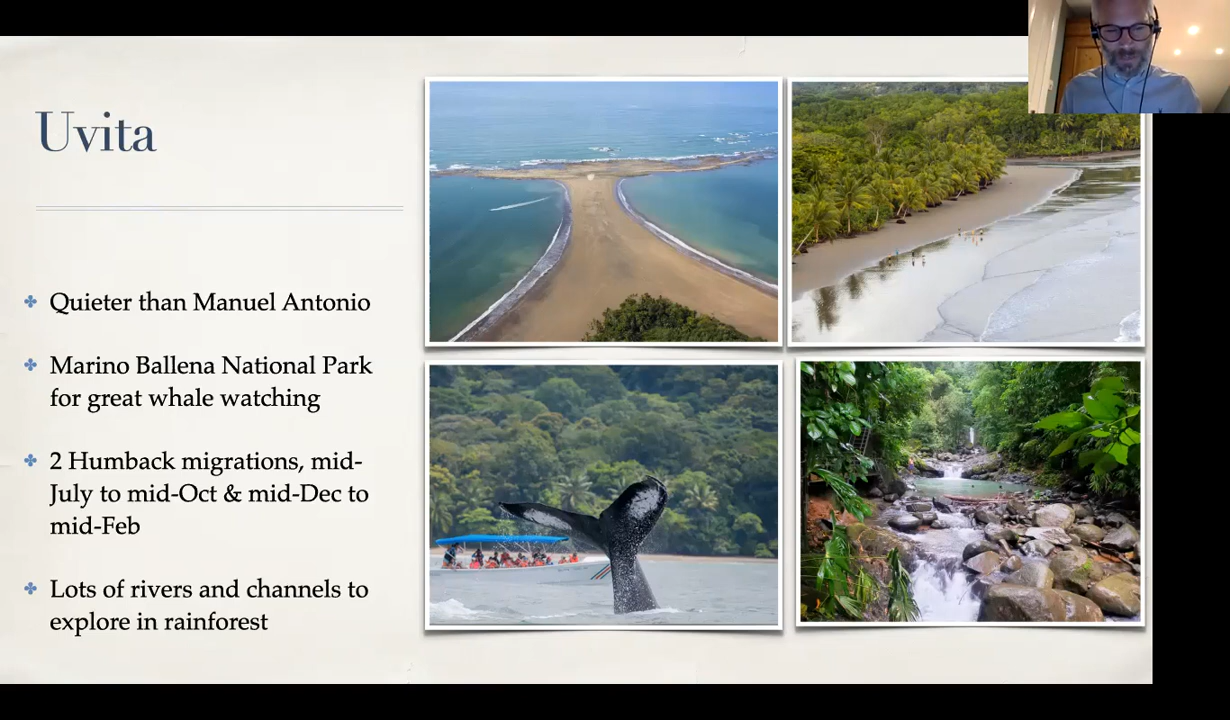 Uvita
Quieter than Manuel Antonio
Marino Ballena National Park
for great whale watching
2 Humback migrations, mid-
July to mid-Oct & mid-Dec to
mid-Feb
Lots of rivers and channels to
explore in rainforest